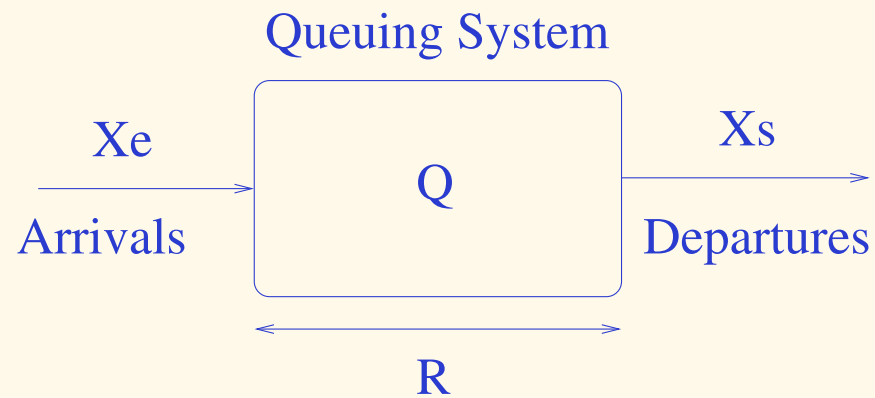 Queuing System
Xe
Arrivals
Q
Xs
Departures
R